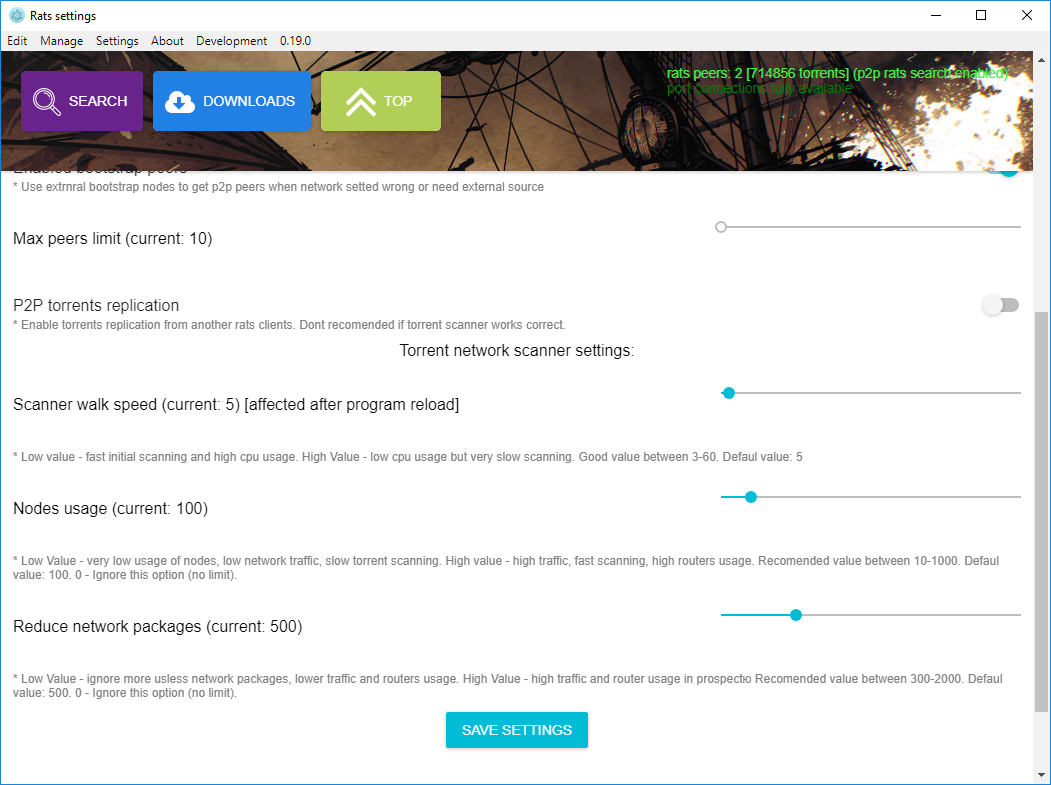 Rats settings
Edit Manage Settings About Development 0.19.0
SEARCH DOWNLOADS TOP
rats peers: 2 [714856 torrents] (p2p rats search enabled)
port connections fully available
Enabled bootstrap peers
* Use extrnral bootstrap nodes to get p2p peers when network setted wrong or need external source
Max peers limit (current: 10)
P2P torrents replication
* Enable torrents replication from another rats clients. Dont recomended if torrent scanner works correct.
Torrent network scanner settings:
Scanner walk speed (current: 5) [affected after program reload]
* Low value - fast initial scanning and high cpu usage. High Value - low cpu usage but very slow scanning. Good value between 3-60. Defaul value: 5
Nodes usage (current: 100)
* Low Value - very low usage of nodes, low network traffic, slow torrent scanning. High value - high traffic, fast scanning, high routers usage. Recomended value between 10-1000. Defaul
value: 100. 0 - Ignore this option (no limit).
Reduce network packages (current: 500)
* Low Value - ignore more usless network packages, lower traffic and routers usage. High Value - high traffic and router usage in prospectю Recomended value between 300-2000. Defaul
value: 500. 0 - Ignore this option (no limit).
SAVE SETTINGS